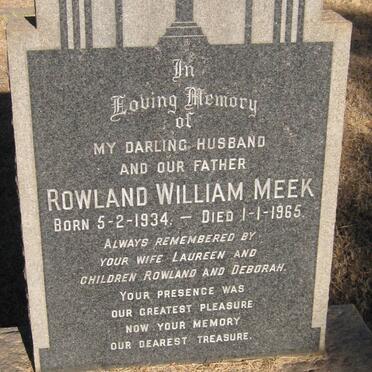 In
Loving Memory
of
MY DARLING HUSBAND
AND OUR FATHER
ROWLAND WILLIAM MEEK
BORN 5-2-1934. — DIED 1-1-1965
ALWAYS REMEMBERED BY
YOUR WIFE LAUREEN AND
CHILDREN ROWLAND AND DEBORAH.
YOUR PRESENCE WAS
OUR GREATEST PLEASURE
NOW YOUR MEMORY
OUR DEAREST TREASURE.